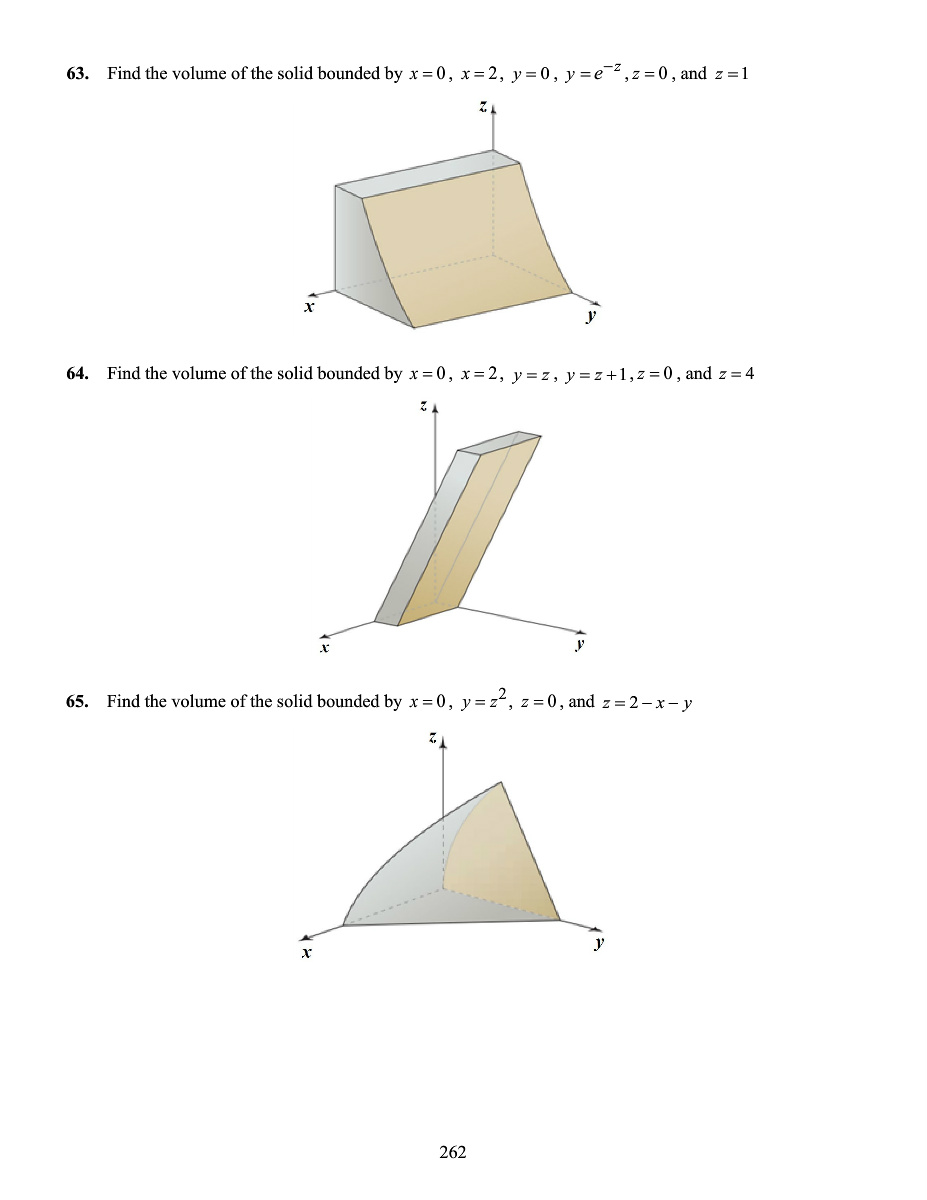 63. Find the volume of the solid bounded by x = 0, x = 2, y = 0, y = e^{-z}, z = 0, and z = 1
z
x
y
64. Find the volume of the solid bounded by x = 0, x = 2, y = z, y = z + 1, z = 0, and z = 4
z
x
y
65. Find the volume of the solid bounded by x = 0, y = z^2, z = 0, and z = 2 − x − y
z
x
y
262